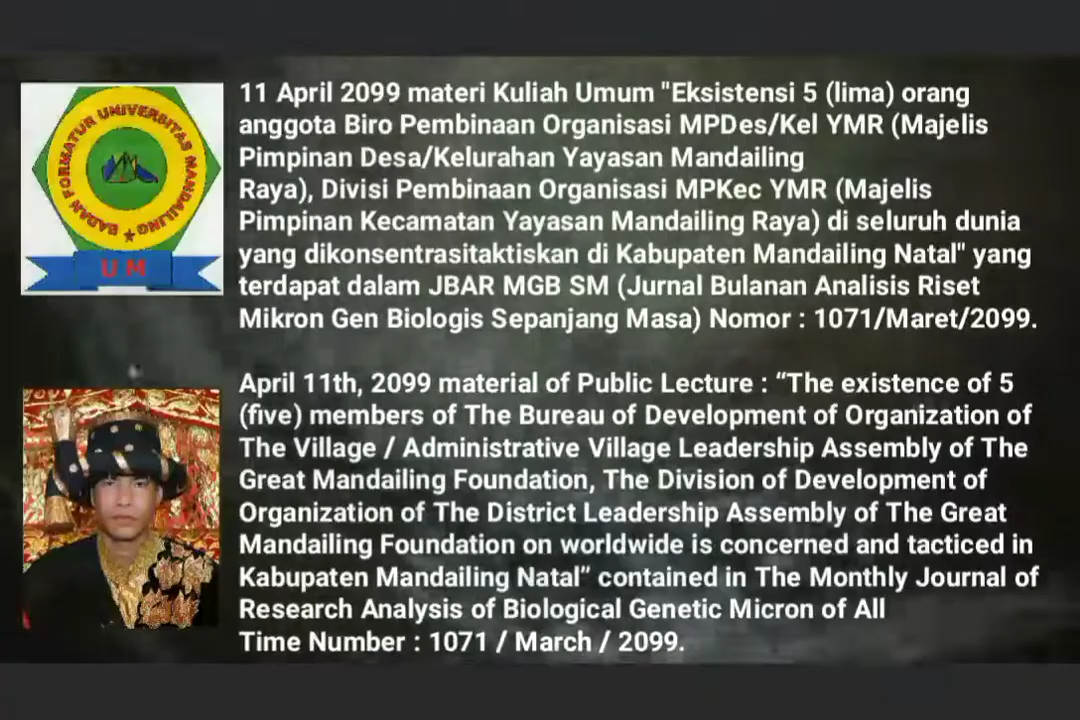 BADAN FORMATUR UNIVERSITAS MANDAILING
U M
11 April 2099 materi Kuliah Umum "Eksistensi 5 (lima) orang
anggota Biro Pembinaan Organisasi MPDes/Kel YMR (Majelis
Pimpinan Desa/Kelurahan Yayasan Mandailing
Raya), Divisi Pembinaan Organisasi MPKec YMR (Majelis
Pimpinan Kecamatan Yayasan Mandailing Raya) di seluruh dunia
yang dikonsentrasitaktiskan di Kabupaten Mandailing Natal" yang
terdapat dalam JBAR MGB SM (Jurnal Bulanan Analisis Riset
Mikron Gen Biologis Sepanjang Masa) Nomor : 1071/Maret/2099.
April 11th, 2099 material of Public Lecture : “The existence of 5
(five) members of The Bureau of Development of Organization of
The Village / Administrative Village Leadership Assembly of The
Great Mandailing Foundation, The Division of Development of
Organization of The District Leadership Assembly of The Great
Mandailing Foundation on worldwide is concerned and tacticed in
Kabupaten Mandailing Natal” contained in The Monthly Journal of
Research Analysis of Biological Genetic Micron of All
Time Number : 1071 / March / 2099.